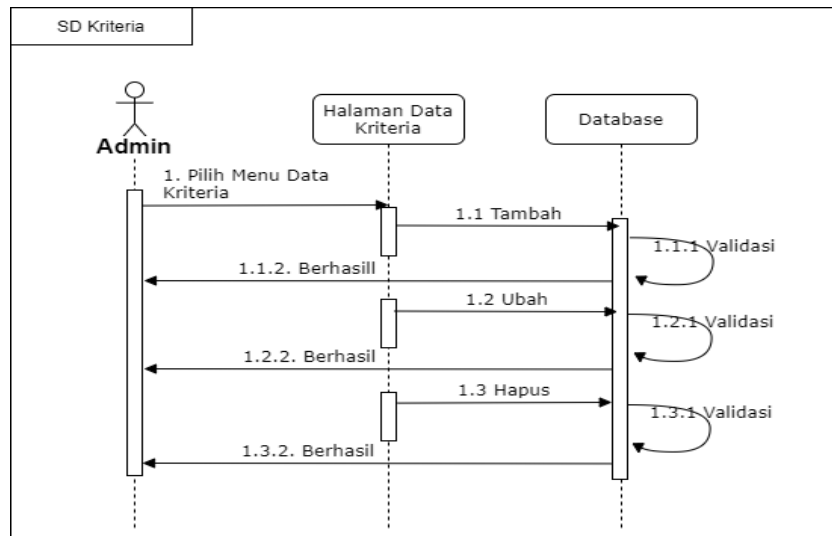 SD Kriteria
Halaman Data
Kriteria
Database
Admin
1. Pilih Menu Data
Kriteria
1.1 Tambah
1.1.1 Validasi
1.1.2. Berhasill
1.2 Ubah
1.2.1 Validasi
1.2.2. Berhasil
1.3 Hapus
1.3.1 Validasi
1.3.2. Berhasil